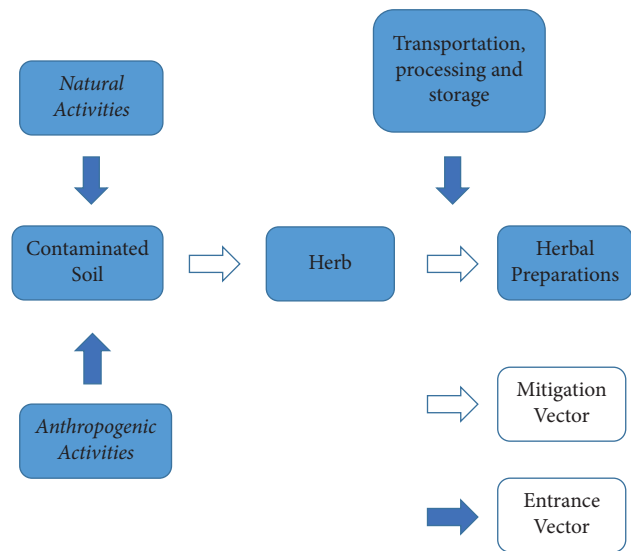 Natural
Activities
Transportation,
processing and
storage
Contaminated
Soil
Herb
Herbal
Preparations
Anthropogenic
Activities
Mitigation
Vector
Entrance
Vector